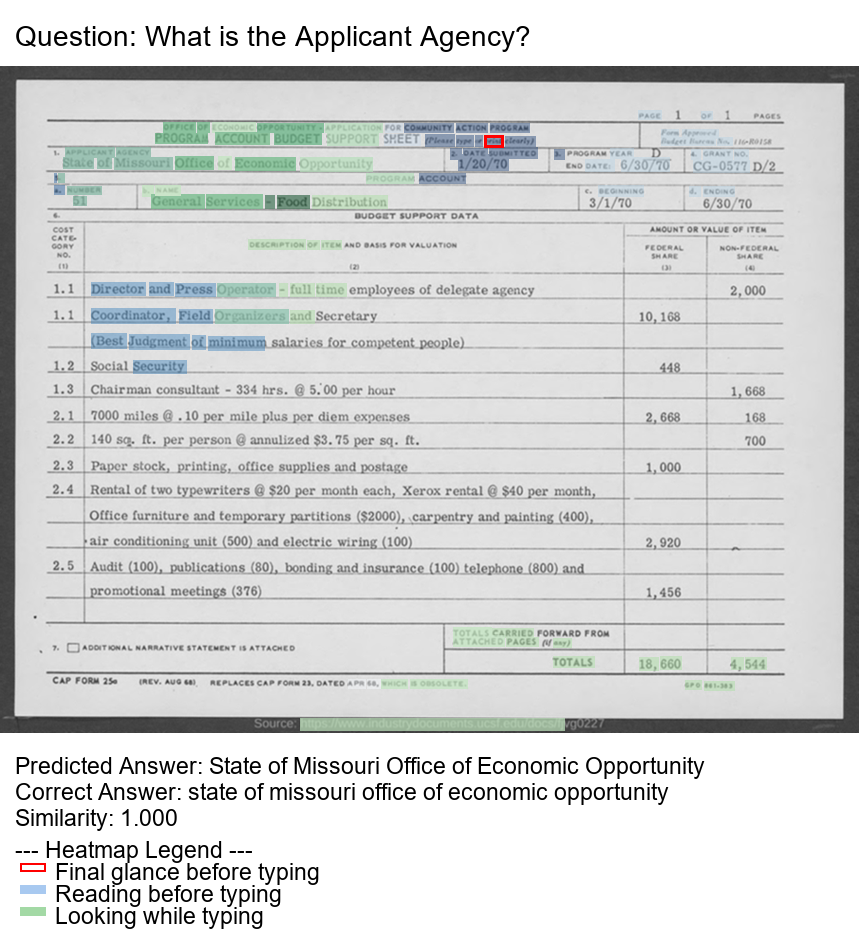 Question: What is the Applicant Agency?
PAGE 1 OF 1 PAGES
OFFICE OF ECONOMIC OPPORTUNITY - APPLICATION FOR COMMUNITY ACTION PROGRAM
PROGRAM ACCOUNT BUDGET SUPPORT SHEET (Please type or print clearly)
Form Approved
Budget Bureau No. 116-R0158
1. APPLICANT AGENCY
State of Missouri Office of Economic Opportunity
2. DATE SUBMITTED
1/20/70
3. PROGRAM YEAR D
END DATE: 6/30/70
4. GRANT NO.
CG-0577 D/2
5. PROGRAM ACCOUNT
a. NUMBER
51
b. NAME
General Services - Food Distribution
c. BEGINNING
3/1/70
d. ENDING
6/30/70
6. BUDGET SUPPORT DATA
COST CATE- GORY NO. (1)
DESCRIPTION OF ITEM AND BASIS FOR VALUATION
(2)
AMOUNT OR VALUE OF ITEM
FEDERAL SHARE (3)
NON-FEDERAL SHARE (4)
1.1 Director and Press Operator - full time employees of delegate agency 2,000
1.1 Coordinator, Field Organizers and Secretary 10,168
(Best Judgment of minimum salaries for competent people)
1.2 Social Security 448
1.3 Chairman consultant - 334 hrs. @ 5.00 per hour 1,668
2.1 7000 miles @ .10 per mile plus per diem expenses 2,668 168
2.2 140 sq. ft. per person @ annulized $3.75 per sq. ft. 700
2.3 Paper stock, printing, office supplies and postage 1,000
2.4 Rental of two typewriters @ $20 per month each, Xerox rental @ $40 per month,
Office furniture and temporary partitions ($2000), carpentry and painting (400),
air conditioning unit (500) and electric wiring (100) 2,920
2.5 Audit (100), publications (80), bonding and insurance (100) telephone (800) and
promotional meetings (376) 1,456
7. ADDITIONAL NARRATIVE STATEMENT IS ATTACHED
TOTALS CARRIED FORWARD FROM
ATTACHED PAGES (if any)
TOTALS 18,660 4,544
CAP FORM 25a (REV. AUG 68) REPLACES CAP FORM 23, DATED APR 68, WHICH IS OBSOLETE.
Predicted Answer: State of Missouri Office of Economic Opportunity
Correct Answer: state of missouri office of economic opportunity
Similarity: 1.000
--- Heatmap Legend ---
Final glance before typing
Reading before typing
Looking while typing